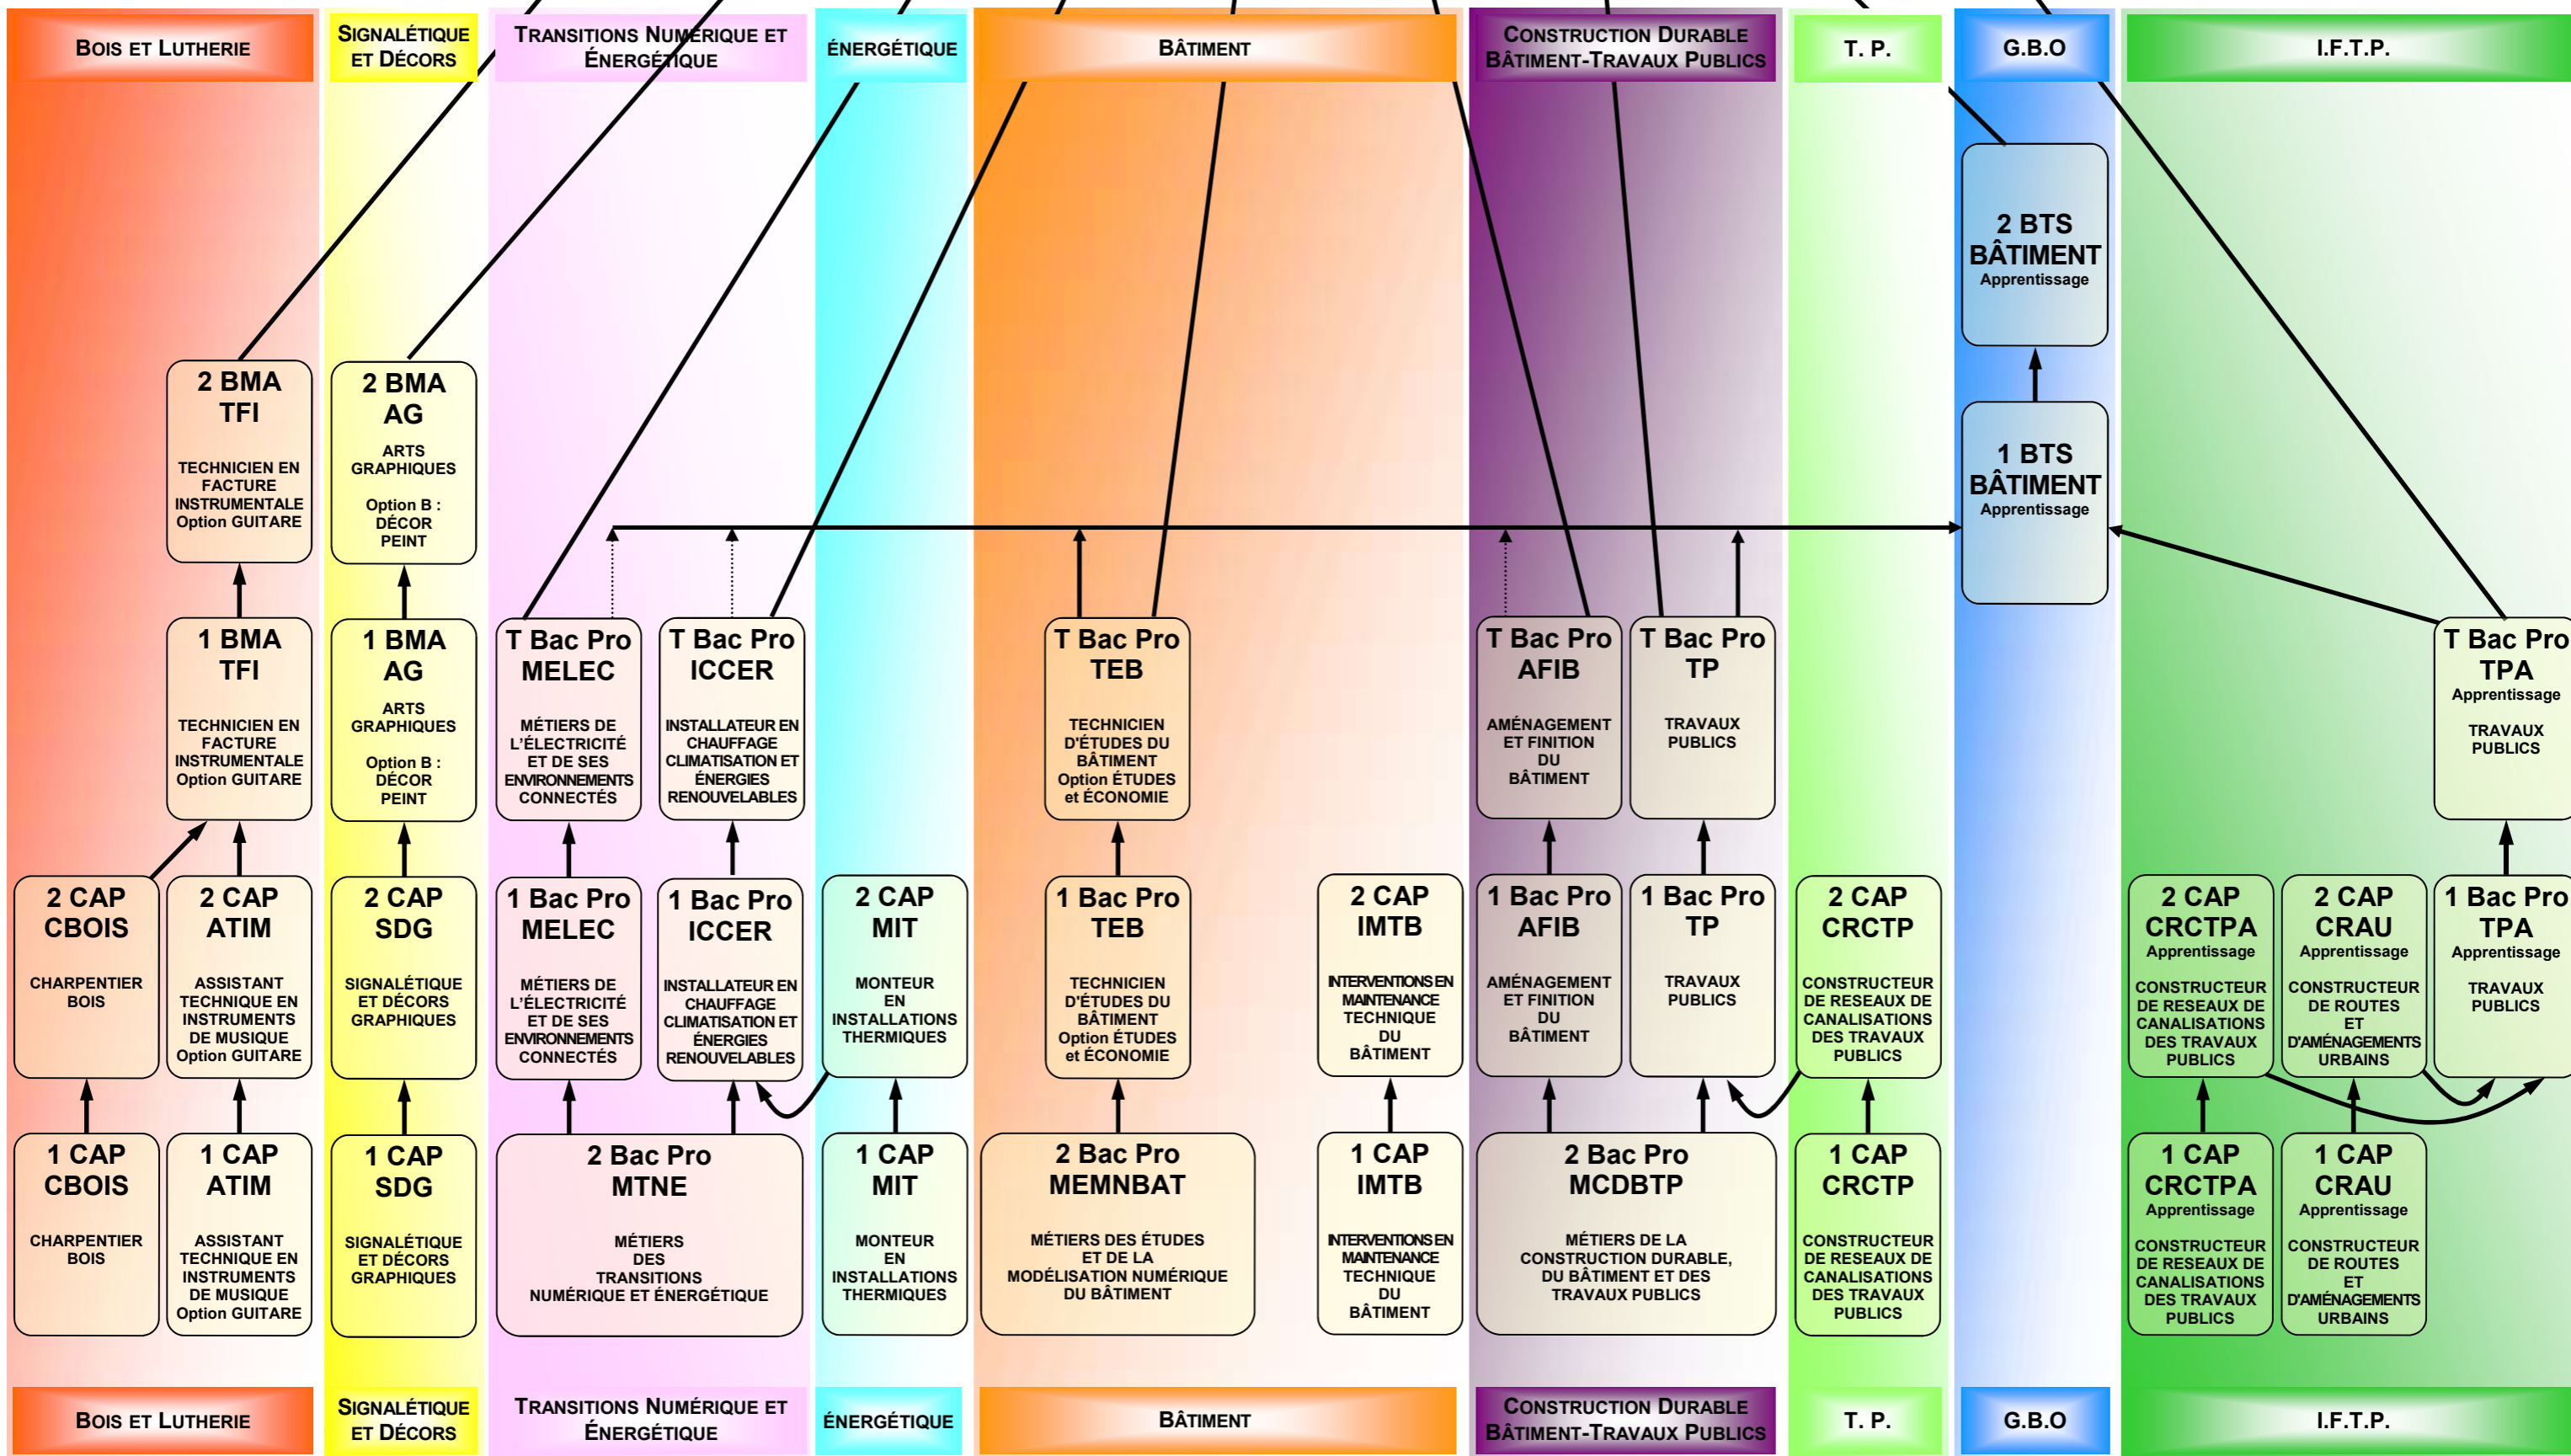 BOIS ET LUTHERIE
SIGNALÉTIQUE
ET DÉCORS
TRANSITIONS NUMÉRIQUE ET
ÉNERGÉTIQUE
ÉNERGÉTIQUE
BÂTIMENT
CONSTRUCTION DURABLE
BÂTIMENT-TRAVAUX PUBLICS
T. P.
G.B.O
I.F.T.P.
2 BTS
BÂTIMENT
Apprentissage
2 BMA
TFI
TECHNICIEN EN
FACTURE
INSTRUMENTALE
Option GUITARE
2 BMA
AG
ARTS
GRAPHIQUES
Option B :
DÉCOR
PEINT
1 BTS
BÂTIMENT
Apprentissage
1 BMA
TFI
TECHNICIEN EN
FACTURE
INSTRUMENTALE
Option GUITARE
1 BMA
AG
ARTS
GRAPHIQUES
Option B :
DÉCOR
PEINT
T Bac Pro
MELEC
MÉTIERS DE
L'ÉLECTRICITÉ
ET DE SES
ENVIRONNEMENTS
CONNECTÉS
T Bac Pro
ICCER
INSTALLATEUR EN
CHAUFFAGE
CLIMATISATION ET
ÉNERGIES
RENOUVELABLES
T Bac Pro
TEB
TECHNICIEN
D'ÉTUDES DU
BÂTIMENT
Option ÉTUDES
et ÉCONOMIE
T Bac Pro
AFIB
AMÉNAGEMENT
ET FINITION
DU
BÂTIMENT
T Bac Pro
TP
TRAVAUX
PUBLICS
T Bac Pro
TPA
Apprentissage
TRAVAUX
PUBLICS
2 CAP
CBOIS
CHARPENTIER
BOIS
2 CAP
ATIM
ASSISTANT
TECHNIQUE EN
INSTRUMENTS
DE MUSIQUE
Option GUITARE
2 CAP
SDG
SIGNALÉTIQUE
ET DÉCORS
GRAPHIQUES
1 Bac Pro
MELEC
MÉTIERS DE
L'ÉLECTRICITÉ
ET DE SES
ENVIRONNEMENTS
CONNECTÉS
1 Bac Pro
ICCER
INSTALLATEUR EN
CHAUFFAGE
CLIMATISATION ET
ÉNERGIES
RENOUVELABLES
2 CAP
MIT
MONTEUR
EN
INSTALLATIONS
THERMIQUES
1 Bac Pro
TEB
TECHNICIEN
D'ÉTUDES DU
BÂTIMENT
Option ÉTUDES
et ÉCONOMIE
2 CAP
IMTB
INTERVENTIONS EN
MAINTENANCE
TECHNIQUE
DU
BÂTIMENT
1 Bac Pro
AFIB
AMÉNAGEMENT
ET FINITION
DU
BÂTIMENT
1 Bac Pro
TP
TRAVAUX
PUBLICS
2 CAP
CRCTP
CONSTRUCTEUR
DE RESEAUX DE
CANALISATIONS
DES TRAVAUX
PUBLICS
2 CAP
CRCTPA
Apprentissage
CONSTRUCTEUR
DE RESEAUX DE
CANALISATIONS
DES TRAVAUX
PUBLICS
2 CAP
CRAU
Apprentissage
CONSTRUCTEUR
DE ROUTES
ET
D'AMÉNAGEMENTS
URBAINS
1 Bac Pro
TPA
Apprentissage
TRAVAUX
PUBLICS
1 CAP
CBOIS
CHARPENTIER
BOIS
1 CAP
ATIM
ASSISTANT
TECHNIQUE EN
INSTRUMENTS
DE MUSIQUE
Option GUITARE
1 CAP
SDG
SIGNALÉTIQUE
ET DÉCORS
GRAPHIQUES
2 Bac Pro
MTNE
MÉTIERS
DES
TRANSITIONS
NUMÉRIQUE ET ÉNERGÉTIQUE
1 CAP
MIT
MONTEUR
EN
INSTALLATIONS
THERMIQUES
2 Bac Pro
MEMNBAT
MÉTIERS DES ÉTUDES
ET DE LA
MODÉLISATION NUMÉRIQUE
DU BÂTIMENT
1 CAP
IMTB
INTERVENTIONS EN
MAINTENANCE
TECHNIQUE
DU
BÂTIMENT
2 Bac Pro
MCDBTP
MÉTIERS DE LA
CONSTRUCTION DURABLE,
DU BÂTIMENT ET DES
TRAVAUX PUBLICS
1 CAP
CRCTP
CONSTRUCTEUR
DE RESEAUX DE
CANALISATIONS
DES TRAVAUX
PUBLICS
1 CAP
CRCTPA
Apprentissage
CONSTRUCTEUR
DE RESEAUX DE
CANALISATIONS
DES TRAVAUX
PUBLICS
1 CAP
CRAU
Apprentissage
CONSTRUCTEUR
DE ROUTES
ET
D'AMÉNAGEMENTS
URBAINS
BOIS ET LUTHERIE
SIGNALÉTIQUE
ET DÉCORS
TRANSITIONS NUMÉRIQUE ET
ÉNERGÉTIQUE
ÉNERGÉTIQUE
BÂTIMENT
CONSTRUCTION DURABLE
BÂTIMENT-TRAVAUX PUBLICS
T. P.
G.B.O
I.F.T.P.